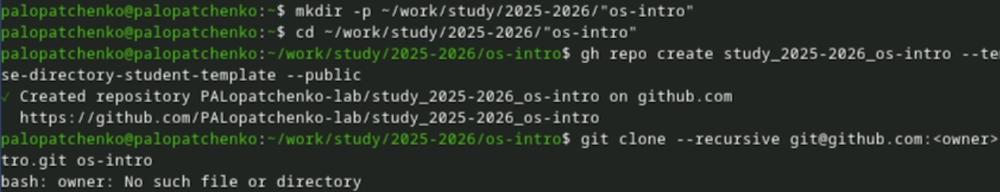 palopatchenko@palopatchenko:~$ mkdir -p ~/work/study/2025-2026/"os-intro"
palopatchenko@palopatchenko:~$ cd ~/work/study/2025-2026/"os-intro"
palopatchenko@palopatchenko:~/work/study/2025-2026/os-intro$ gh repo create study_2025-2026_os-intro --te
se-directory-student-template --public
✓ Created repository PALopatchenko-lab/study_2025-2026_os-intro on github.com
https://github.com/PALopatchenko-lab/study_2025-2026_os-intro
palopatchenko@palopatchenko:~/work/study/2025-2026/os-intro$ git clone --recursive git@github.com:<owner>
tro.git os-intro
bash: owner: No such file or directory